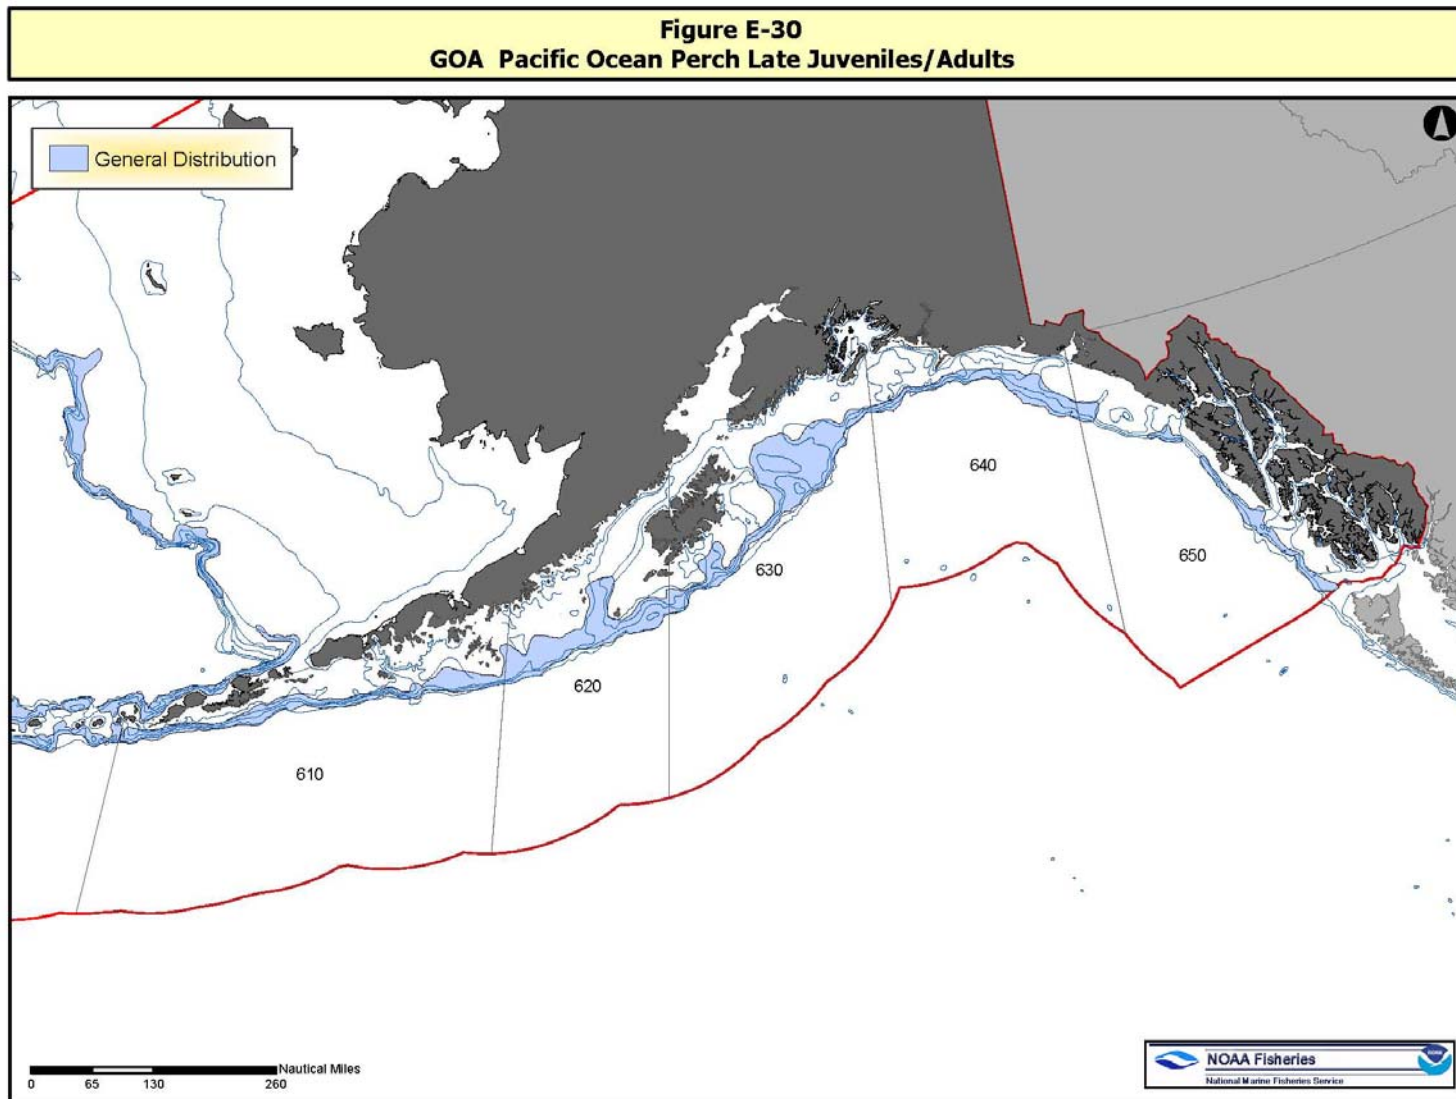 Figure E-30
GOA Pacific Ocean Perch Late Juveniles/Adults
General Distribution
640
650
630
620
610
Nautical Miles
0 65 130 260
NOAA Fisheries
National Marine Fisheries Service